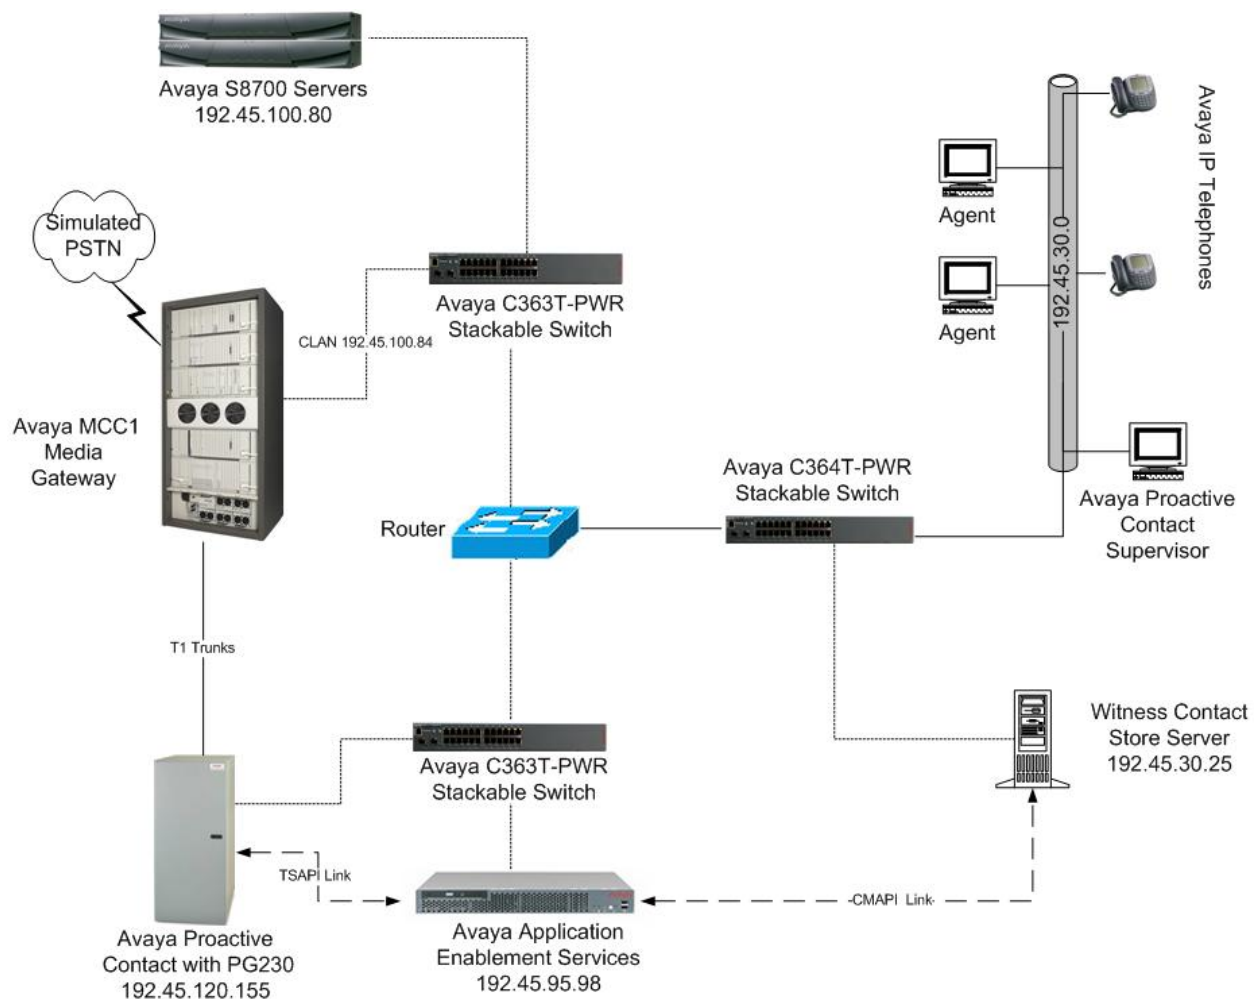 Avaya S8700 Servers
192.45.100.80
Simulated
PSTN
Avaya C363T-PWR
Stackable Switch
CLAN 192.45.100.84
Avaya MCC1
Media
Gateway
Agent
Agent
192.45.30.0
Avaya IP Telephones
Avaya C364T-PWR
Stackable Switch
Router
Avaya Proactive
Contact
Supervisor
T1 Trunks
Avaya C363T-PWR
Stackable Switch
Witness Contact
Store Server
192.45.30.25
TSAPI Link
CMAPI Link
Avaya Proactive
Contact with PG230
192.45.120.155
Avaya Application
Enablement Services
192.45.95.98